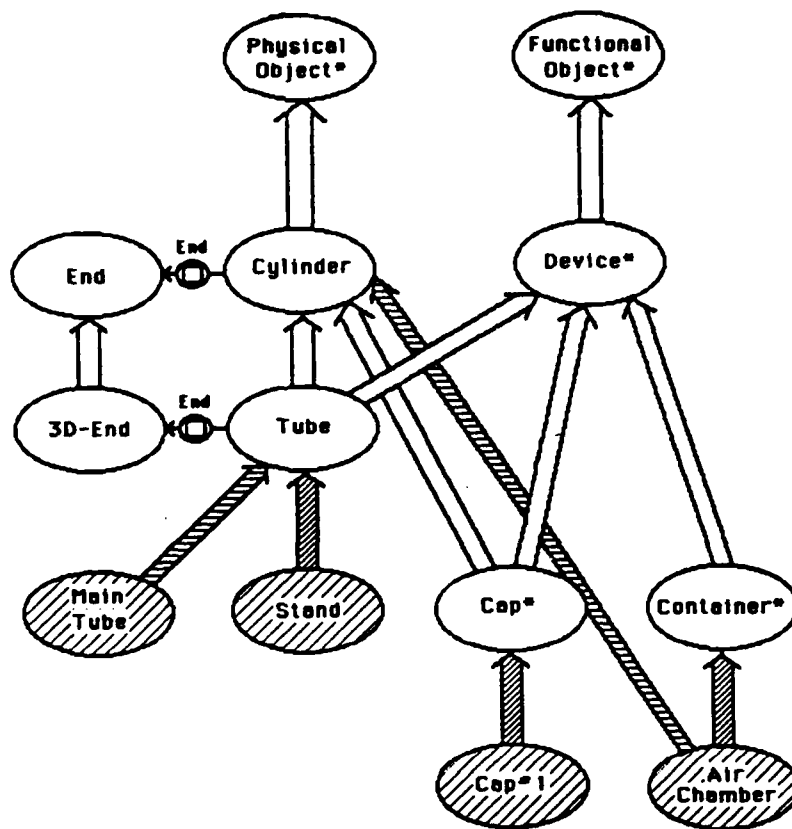 Physical
Object*
Functional
Object*
End
End
Cylinder
Device*
End
3D-End
Tube
Main
Tube
Stand
Cap*
Container*
Cap#1
Air
Chamber